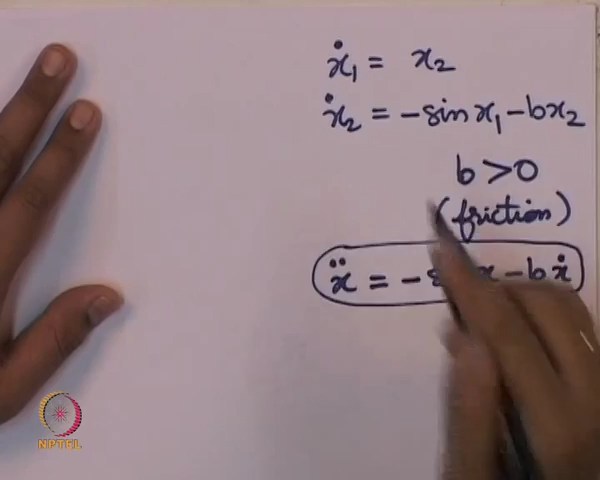 ẋ₁ = x₂
ẋ₂ = -sin x₁ - bx₂
b > 0
(friction)
ẍ = -s x - bẋ
NPTEL